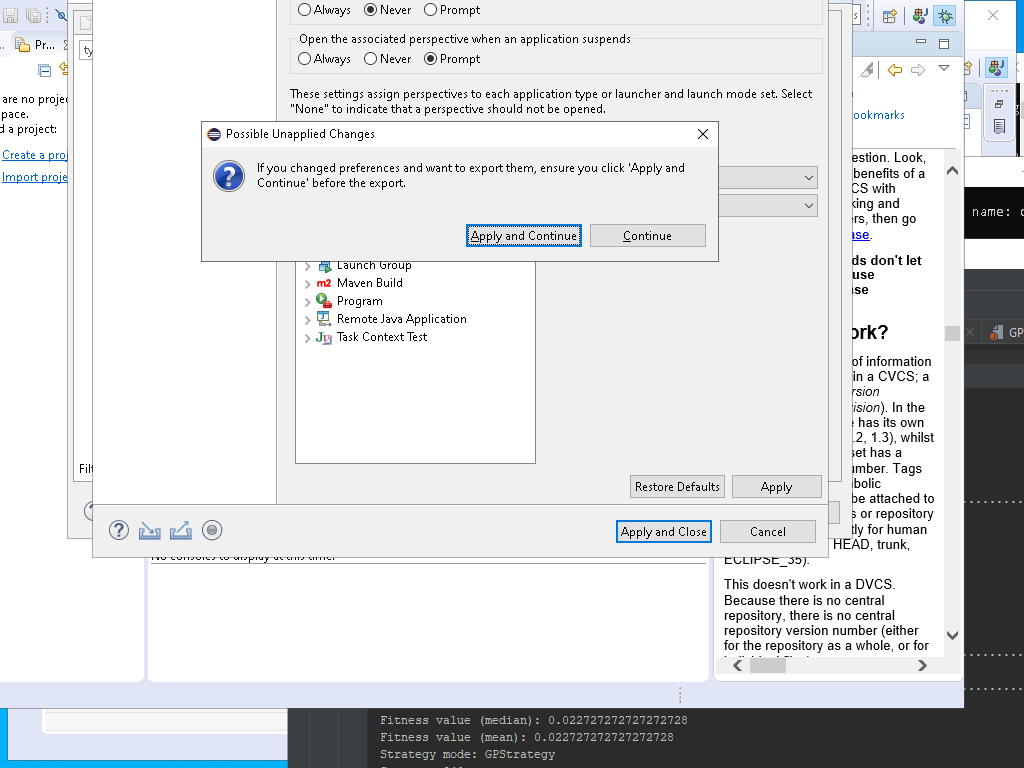 Always Never Prompt
Open the associated perspective when an application suspends
Always Never Prompt
These settings assign perspectives to each application type or launcher and launch mode set. Select
"None" to indicate that a perspective should not be opened.
Possible Unapplied Changes
If you changed preferences and want to export them, ensure you click 'Apply and
Continue' before the export.
Apply and Continue
Continue
Launch Group
m2 Maven Build
Program
Remote Java Application
Ju Task Context Test
Restore Defaults
Apply
Apply and Close
Cancel
Pr...
ty
are no projec
pace.
d a project:
Create a proj
Import proje
Filt
No consoles to display at this time.
ookmarks
estion. Look,
benefits of a
CS with
king and
ers, then go
ase.
ds don't let
use
ase
ork?
of information
in a CVCS; a
ersion
ision). In the
e has its own
.2, 1.3), whilst
set has a
umber. Tags
bolic
be attached to
s or repository
tly for human
HEAD, trunk,
ECLIPSE_35).
This doesn't work in a DVCS.
Because there is no central
repository, there is no central
repository version number (either
for the repository as a whole, or for
name:
GP
Fitness value (median): 0.022727272727272728
Fitness value (mean): 0.022727272727272728
Strategy mode: GPStrategy